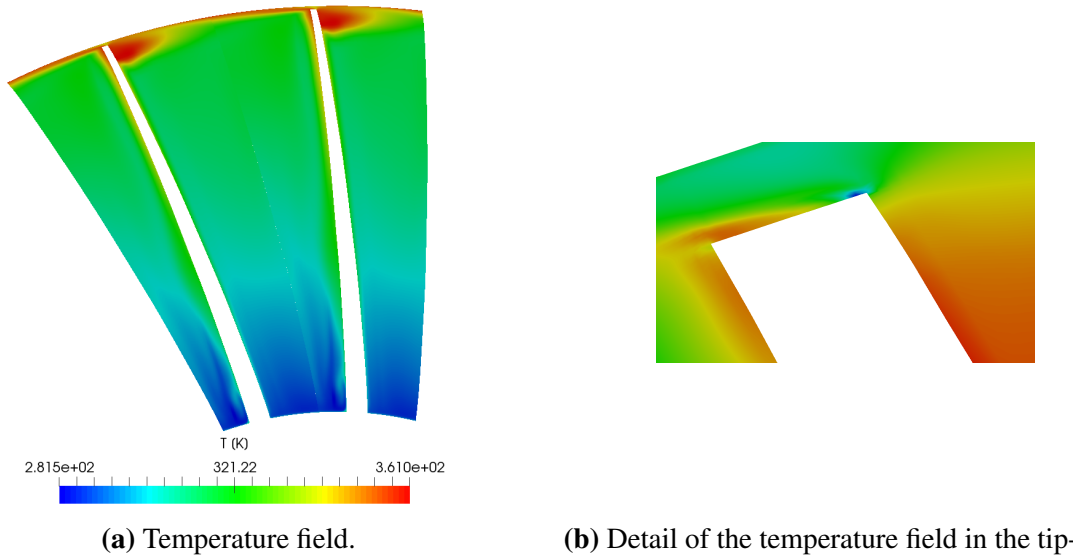 T (K)
2.815e+02 321.22 3.610e+02
(a) Temperature field.
(b) Detail of the temperature field in the tip-